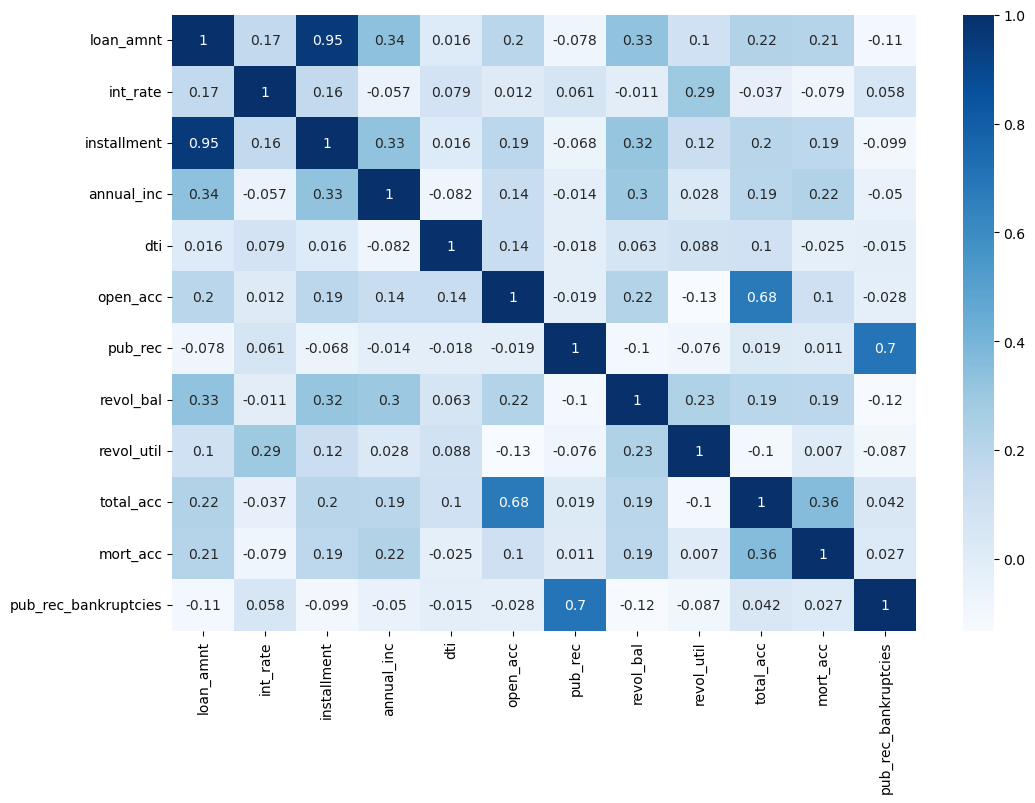 loan_amnt 1 0.17 0.95 0.34 0.016 0.2 -0.078 0.33 0.1 0.22 0.21 -0.11
int_rate 0.17 1 0.16 -0.057 0.079 0.012 0.061 -0.011 0.29 -0.037 -0.079 0.058
installment 0.95 0.16 1 0.33 0.016 0.19 -0.068 0.32 0.12 0.2 0.19 -0.099
annual_inc 0.34 -0.057 0.33 1 -0.082 0.14 -0.014 0.3 0.028 0.19 0.22 -0.05
dti 0.016 0.079 0.016 -0.082 1 0.14 -0.018 0.063 0.088 0.1 -0.025 -0.015
open_acc 0.2 0.012 0.19 0.14 0.14 1 -0.019 0.22 -0.13 0.68 0.1 -0.028
pub_rec -0.078 0.061 -0.068 -0.014 -0.018 -0.019 1 -0.1 -0.076 0.019 0.011 0.7
revol_bal 0.33 -0.011 0.32 0.3 0.063 0.22 -0.1 1 0.23 0.19 0.19 -0.12
revol_util 0.1 0.29 0.12 0.028 0.088 -0.13 -0.076 0.23 1 -0.1 0.007 -0.087
total_acc 0.22 -0.037 0.2 0.19 0.1 0.68 0.019 0.19 -0.1 1 0.36 0.042
mort_acc 0.21 -0.079 0.19 0.22 -0.025 0.1 0.011 0.19 0.007 0.36 1 0.027
pub_rec_bankruptcies -0.11 0.058 -0.099 -0.05 -0.015 -0.028 0.7 -0.12 -0.087 0.042 0.027 1
loan_amnt
int_rate
installment
annual_inc
dti
open_acc
pub_rec
revol_bal
revol_util
total_acc
mort_acc
pub_rec_bankruptcies
1.0
0.8
0.6
0.4
0.2
0.0